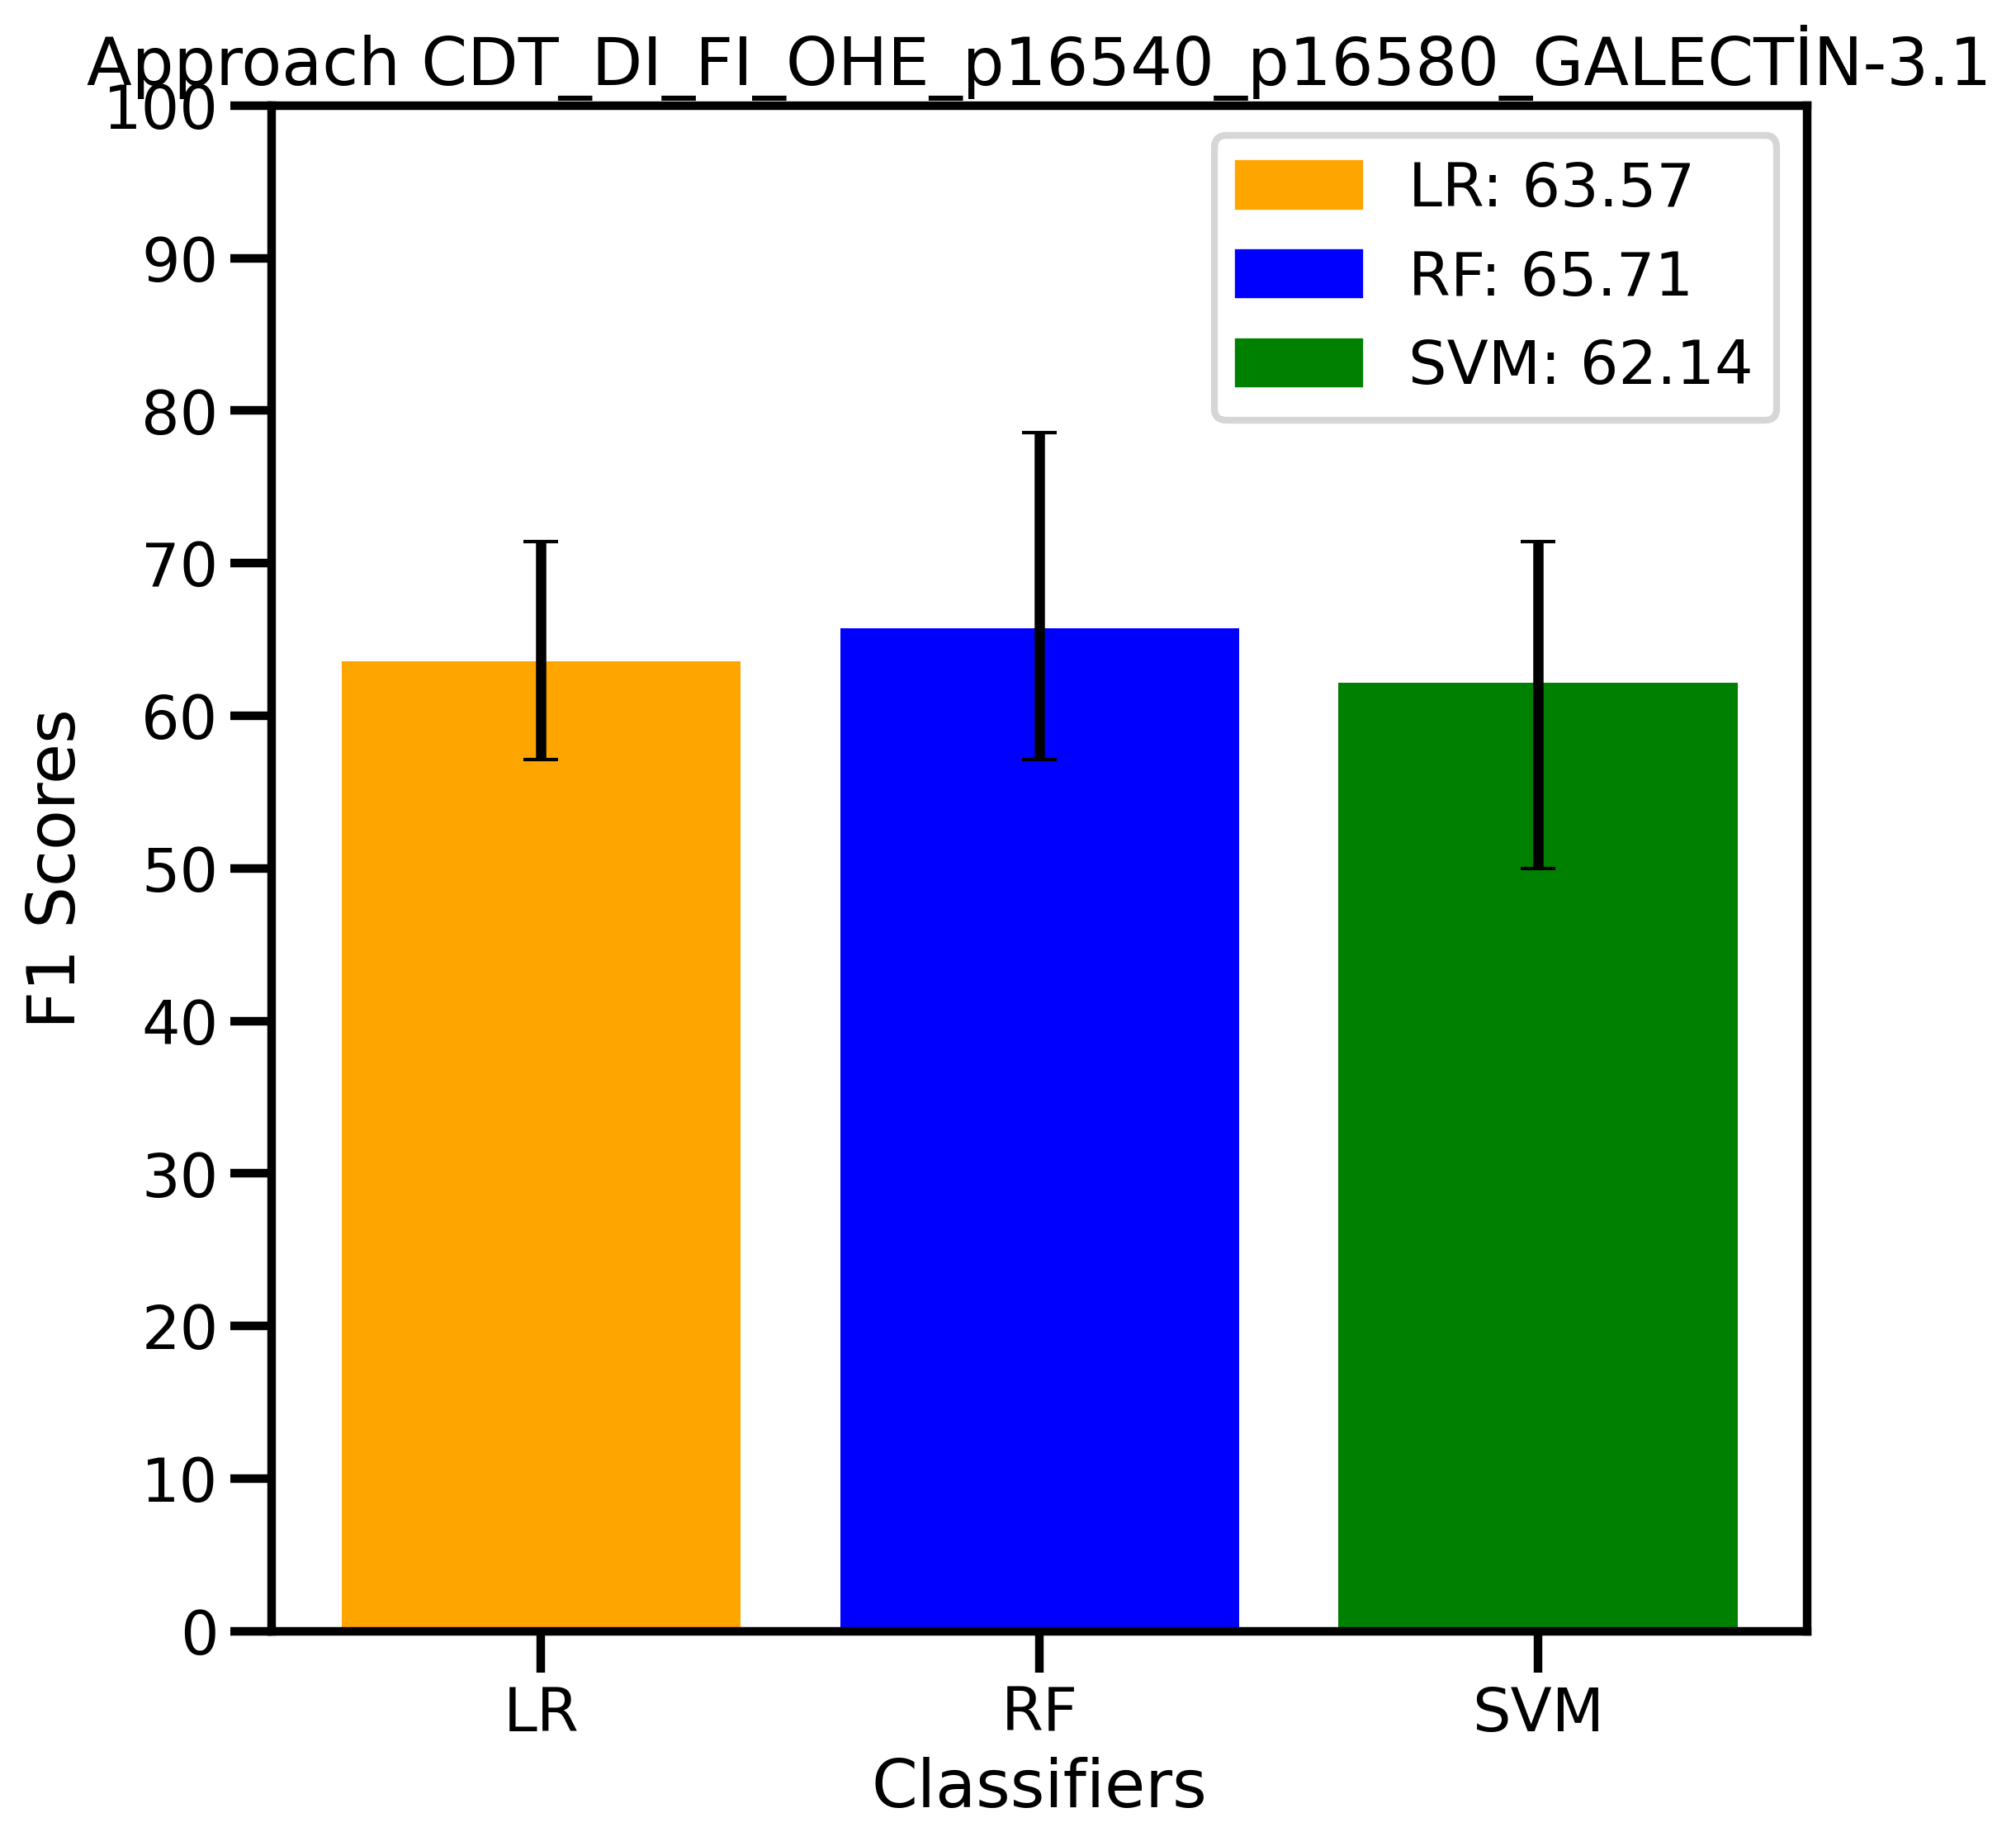 Approach CDT_DI_FI_OHE_p16540_p16580_GALECTİN-3.1
LR: 63.57
RF: 65.71
SVM: 62.14
100
90
80
70
60
50
40
30
20
10
0
F1 Scores
LR
RF
SVM
Classifiers